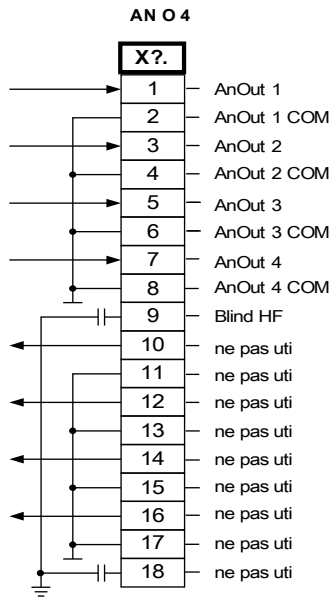 AN O 4
X?.
1 AnOut 1
2 AnOut 1 COM
3 AnOut 2
4 AnOut 2 COM
5 AnOut 3
6 AnOut 3 COM
7 AnOut 4
8 AnOut 4 COM
9 Blind HF
10 ne pas uti
11 ne pas uti
12 ne pas uti
13 ne pas uti
14 ne pas uti
15 ne pas uti
16 ne pas uti
17 ne pas uti
18 ne pas uti